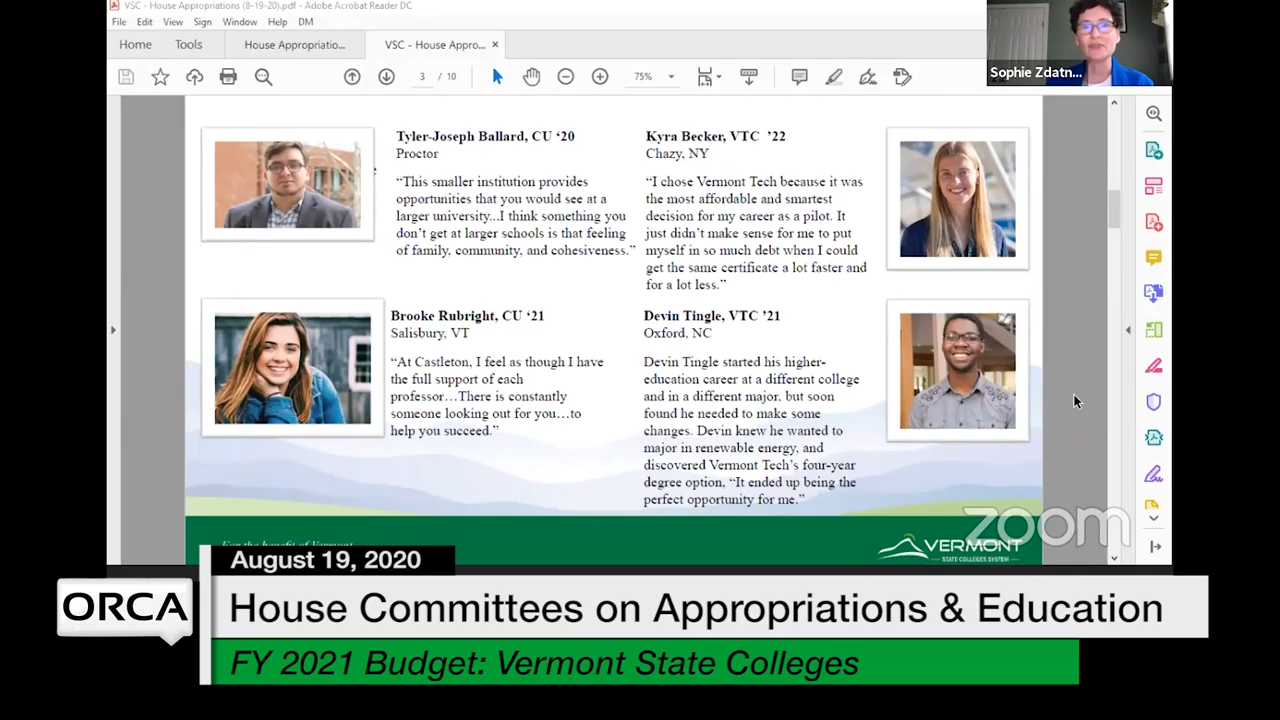 VSC - House Appropriations (8-19-20).pdf - Adobe Acrobat Reader DC
File Edit View Sign Window Help DM
Home Tools House Appropriatio... VSC - House Appro... ×
3 / 10 75%
Sophie Zdatn...
Tyler-Joseph Ballard, CU ‘20
Proctor
“This smaller institution provides
opportunities that you would see at a
larger university...I think something you
don’t get at larger schools is that feeling
of family, community, and cohesiveness.”
Kyra Becker, VTC ’22
Chazy, NY
“I chose Vermont Tech because it was
the most affordable and smartest
decision for my career as a pilot. It
just didn’t make sense for me to put
myself in so much debt when I could
get the same certificate a lot faster and
for a lot less.”
Brooke Rubright, CU ‘21
Salisbury, VT
“At Castleton, I feel as though I have
the full support of each
professor…There is constantly
someone looking out for you…to
help you succeed.”
Devin Tingle, VTC ’21
Oxford, NC
Devin Tingle started his higher-
education career at a different college
and in a different major, but soon
found he needed to make some
changes. Devin knew he wanted to
major in renewable energy, and
discovered Vermont Tech’s four-year
degree option, “It ended up being the
perfect opportunity for me.”
zoom
For the benefit of Vermont
VERMONT
STATE COLLEGES SYSTEM
August 19, 2020
ORCA
House Committees on Appropriations & Education
FY 2021 Budget: Vermont State Colleges